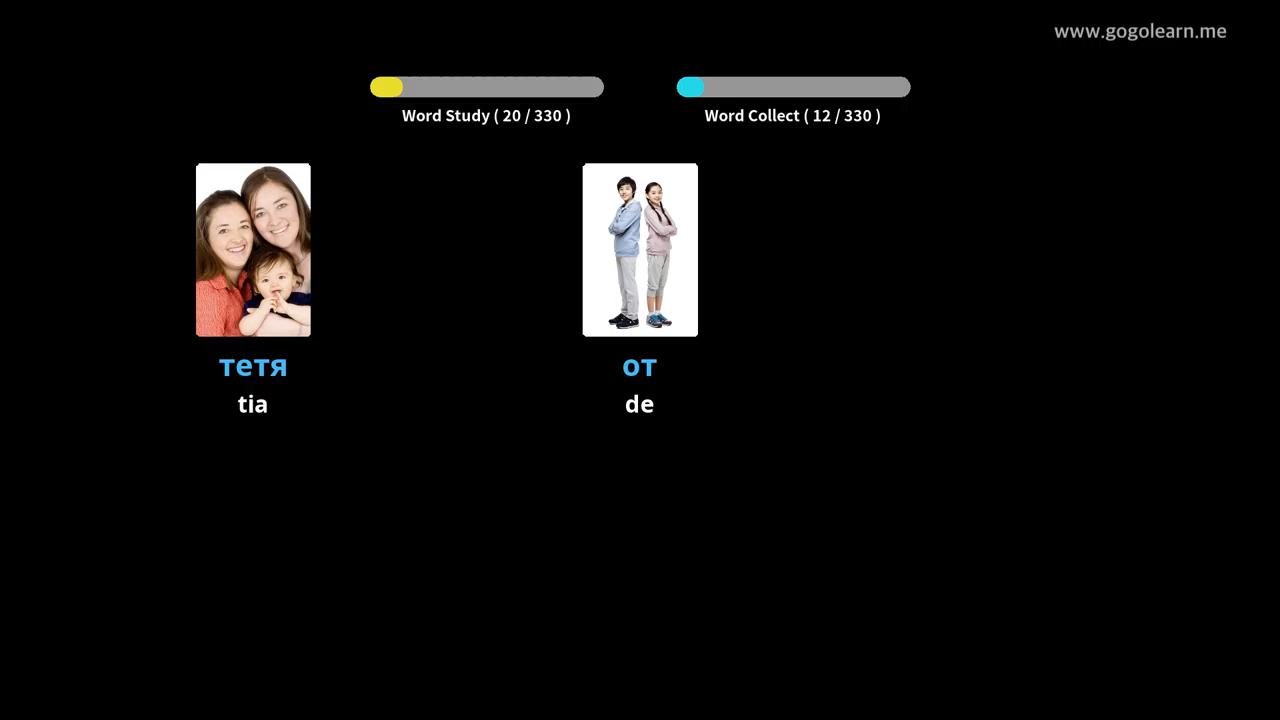 www.gogolearn.me
Word Study ( 20 / 330 )
Word Collect ( 12 / 330 )
тетя
tia
от
de